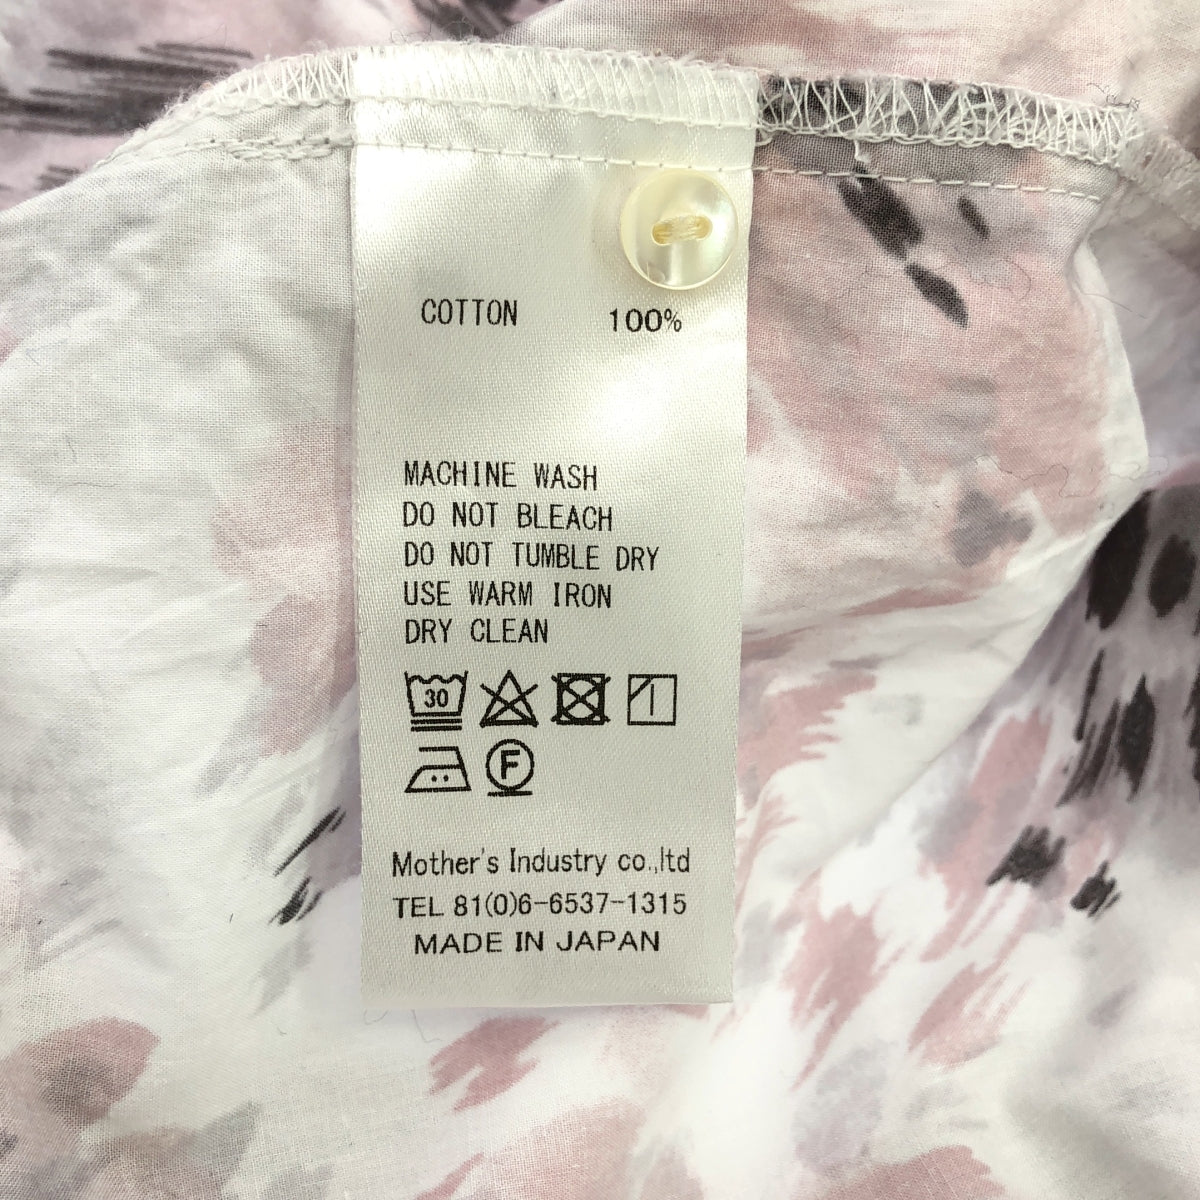 COTTON 100%
MACHINE WASH
DO NOT BLEACH
DO NOT TUMBLE DRY
USE WARM IRON
DRY CLEAN
30
F
Mother's Industry co.,ltd
TEL 81(0)6-6537-1315
MADE IN JAPAN